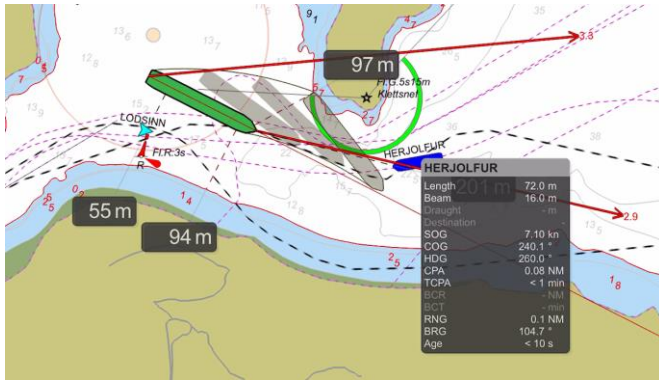 97 m
3.3
Fl.G.5s15m
Klettsnef
LODSINN
Fl.R.3s
R
HERJOLFUR
55 m
94 m
201 m
2.9
HERJOLFUR
Length 72.0 m
Beam 16.0 m
Draught - m
Destination -
SOG 7.10 kn
COG 240.1 °
HDG 260.0 °
CPA 0.08 NM
TCPA < 1 min
BCR - NM
BCT - min
RNG 0.1 NM
BRG 104.7 °
Age < 10 s